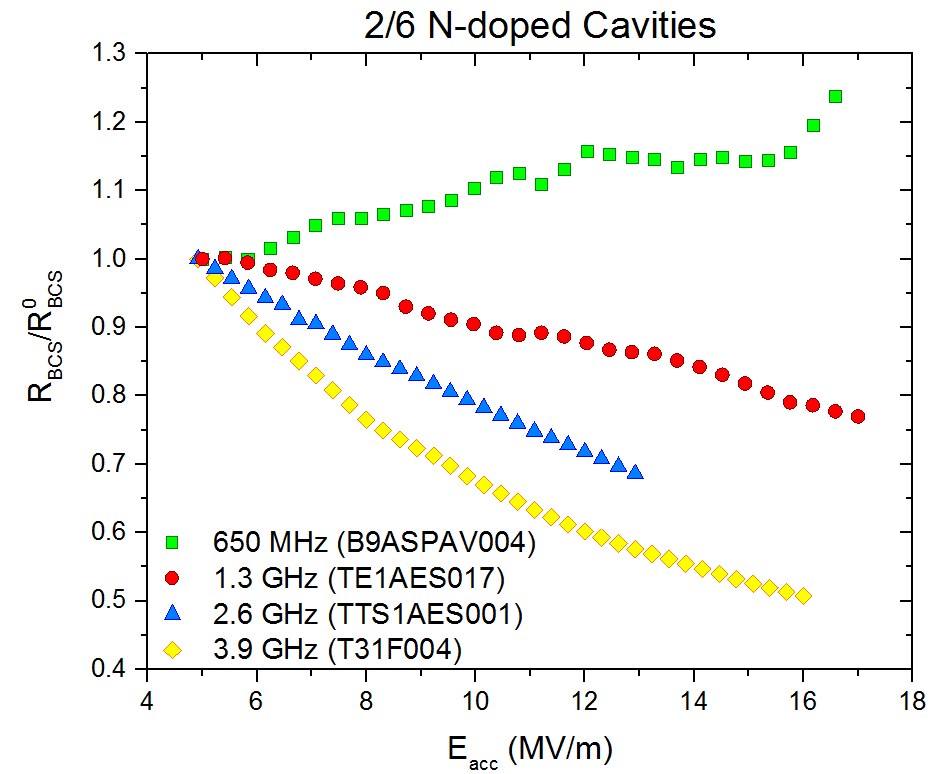 2/6 N-doped Cavities
1.3
1.2
1.1
1.0
0.9
0.8
0.7
0.6
0.5
0.4
R_BCS/R^0_BCS
650 MHz (B9ASPAV004)
1.3 GHz (TE1AES017)
2.6 GHz (TTS1AES001)
3.9 GHz (T31F004)
4 6 8 10 12 14 16 18
E_acc (MV/m)